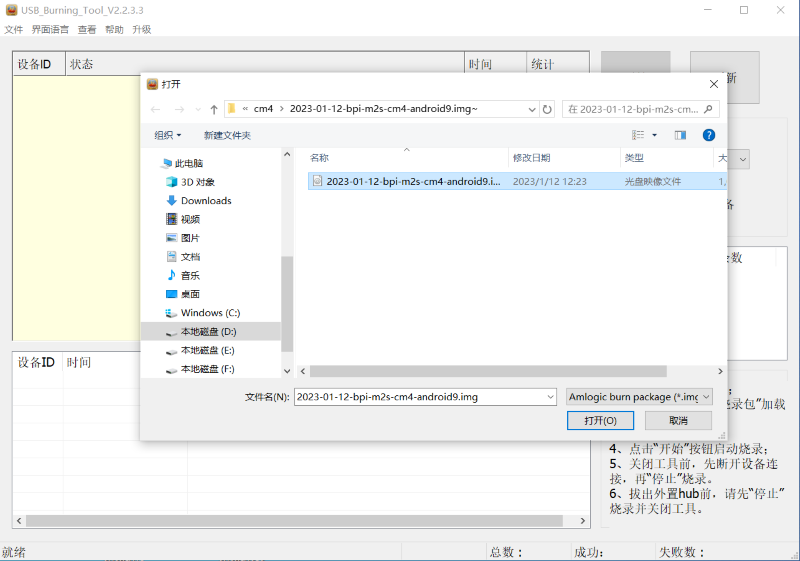 USB_Burning_Tool_V2.2.3.3
文件 界面语言 查看 帮助 升级
设备ID 状态 时间 统计
新
打开
« cm4 › 2023-01-12-bpi-m2s-cm4-android9.img~
在 2023-01-12-bpi-m2s-cm...
组织 新建文件夹
此电脑
3D 对象
Downloads
视频
图片
文档
音乐
桌面
Windows (C:)
本地磁盘 (D:)
本地磁盘 (E:)
本地磁盘 (F:)
名称 修改日期 类型 大
2023-01-12-bpi-m2s-cm4-android9.i... 2023/1/12 12:23 光盘映像文件 1,
备
数
设备ID 时间
文件名(N): 2023-01-12-bpi-m2s-cm4-android9.img Amlogic burn package (*.img
打开(O) 取消
;
烧录包”加载
4、点击“开始”按钮启动烧录；
5、关闭工具前，先断开设备连
接，再“停止”烧录。
6、拔出外置hub前，请先“停止”
烧录并关闭工具。
就绪 总数： 成功： 失败数：